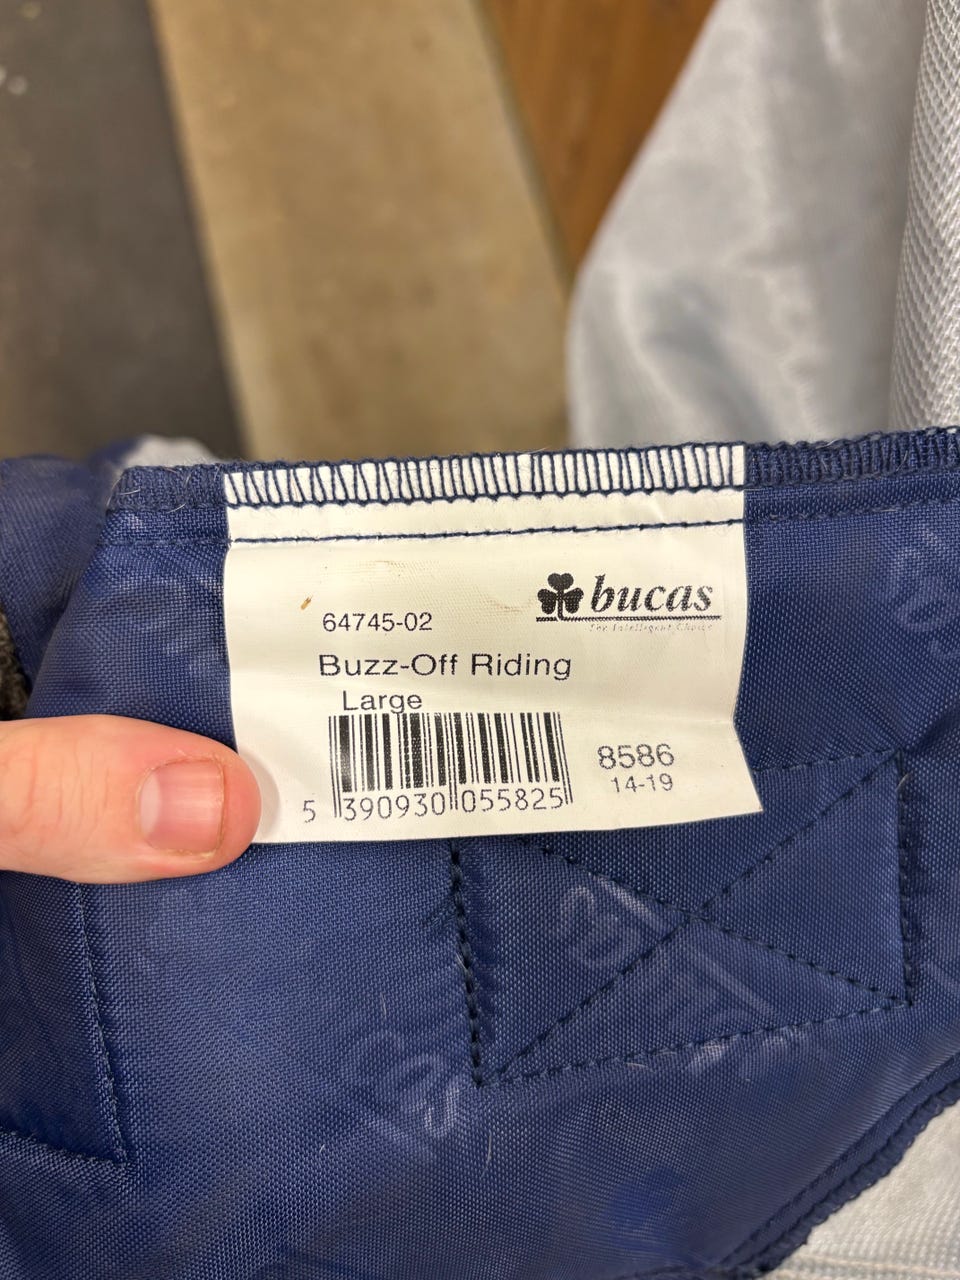 bucas
The Intelligent Choice
64745-02
Buzz-Off Riding
Large
8586
14-19
5 390930 055825